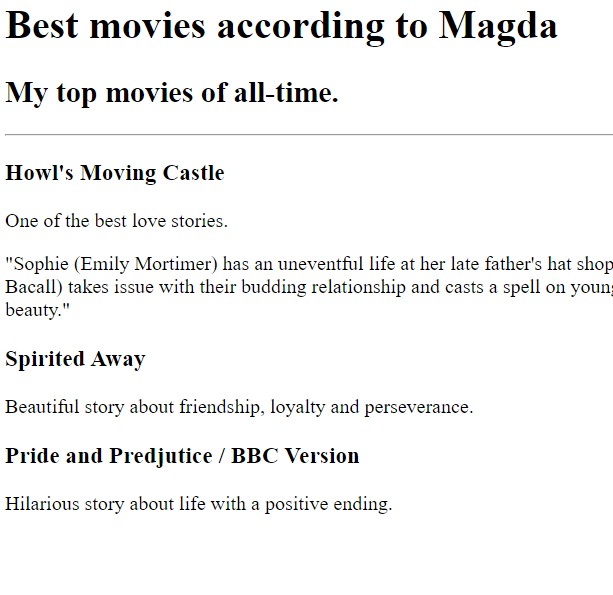 Best movies according to Magda
My top movies of all-time.
Howl's Moving Castle
One of the best love stories.
"Sophie (Emily Mortimer) has an uneventful life at her late father's hat shop
Bacall) takes issue with their budding relationship and casts a spell on
beauty."
Spirited Away
Beautiful story about friendship, loyalty and perseverance.
Pride and Predjutice / BBC Version
Hilarious story about life with a positive ending.